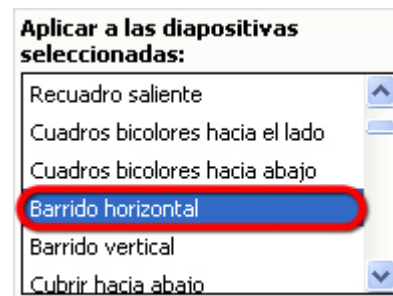 Aplicar a las diapositivas
seleccionadas:
Recuadro saliente
Cuadros bicolores hacia el lado
Cuadros bicolores hacia abajo
Barrido horizontal
Barrido vertical
Cubrir hacia abajo